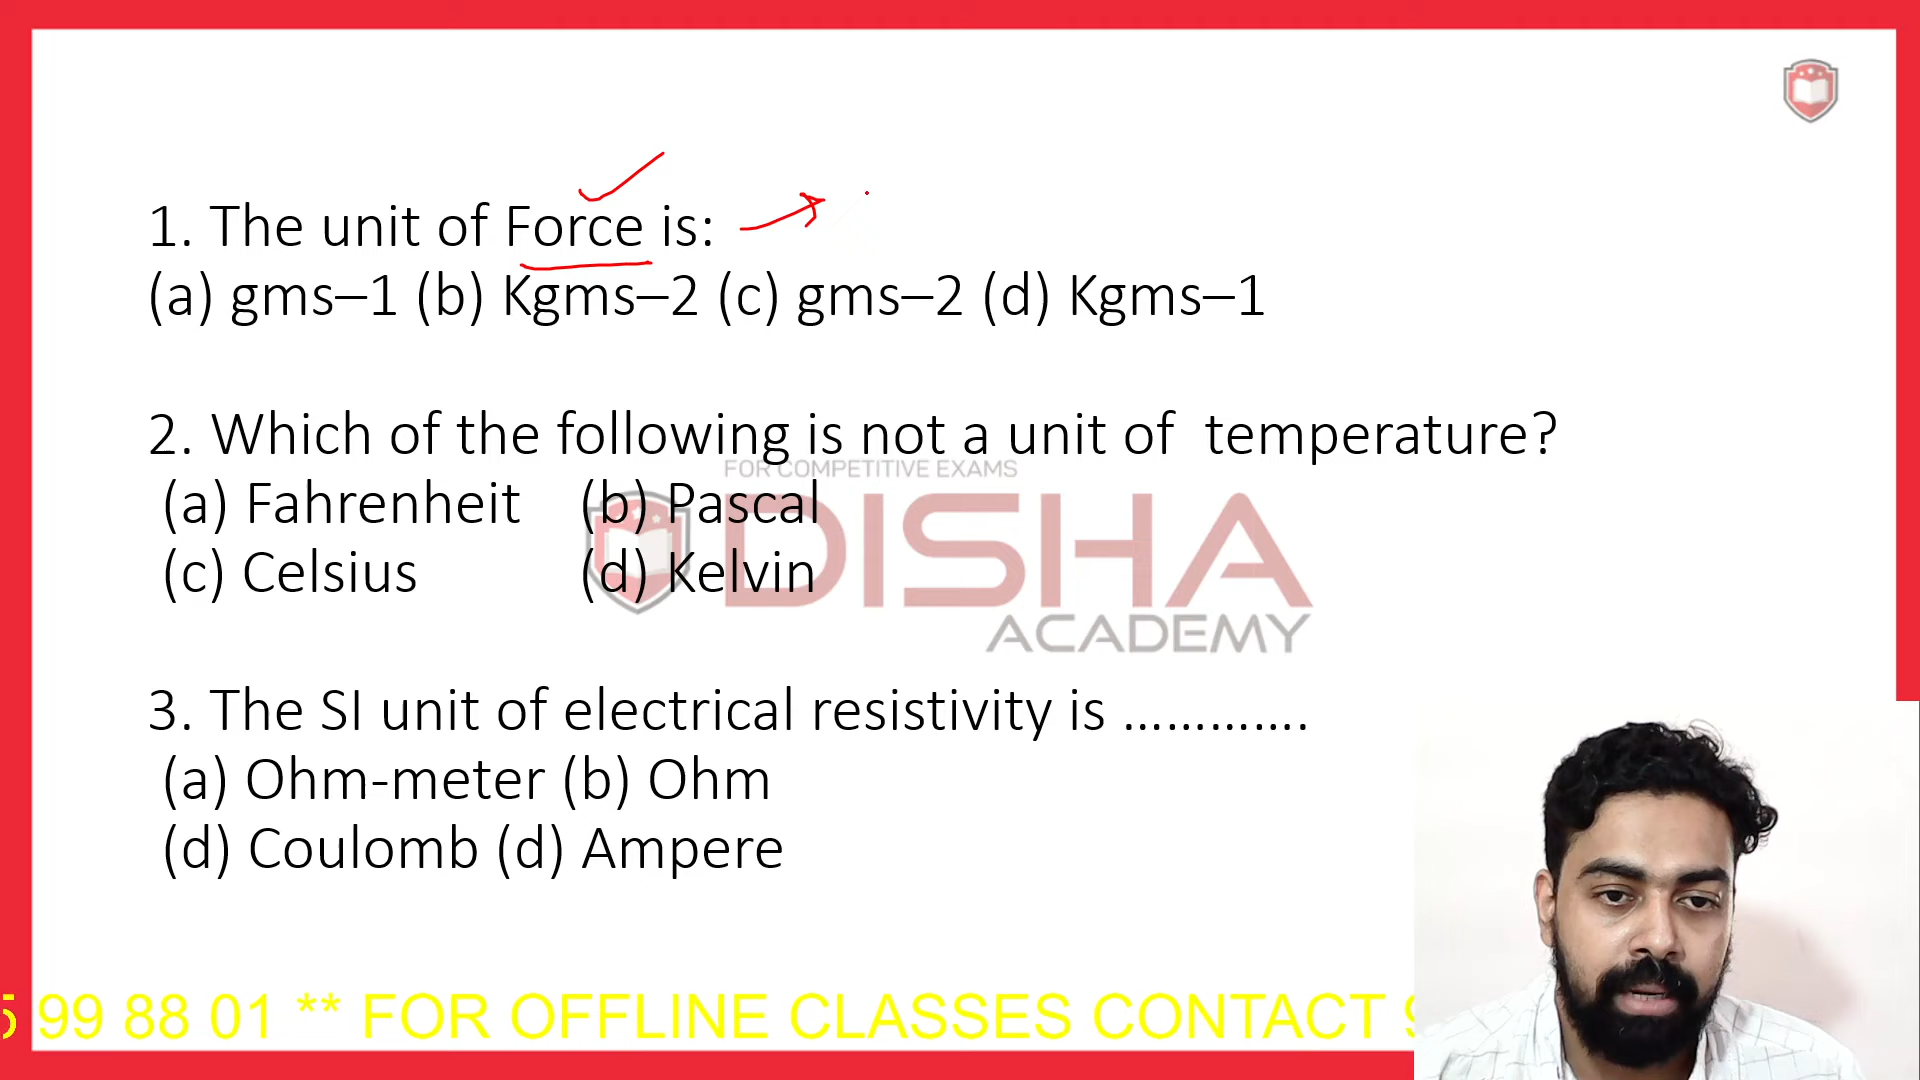 1. The unit of Force is:
(a) gms–1 (b) Kgms–2 (c) gms–2 (d) Kgms–1
2. Which of the following is not a unit of temperature?
FOR COMPETITIVE EXAMS
(a) Fahrenheit (b) Pascal
DISHA
(c) Celsius (d) Kelvin
ACADEMY
3. The SI unit of electrical resistivity is .............
(a) Ohm-meter (b) Ohm
(d) Coulomb (d) Ampere
5 99 88 01 ** FOR OFFLINE CLASSES CONTACT 9